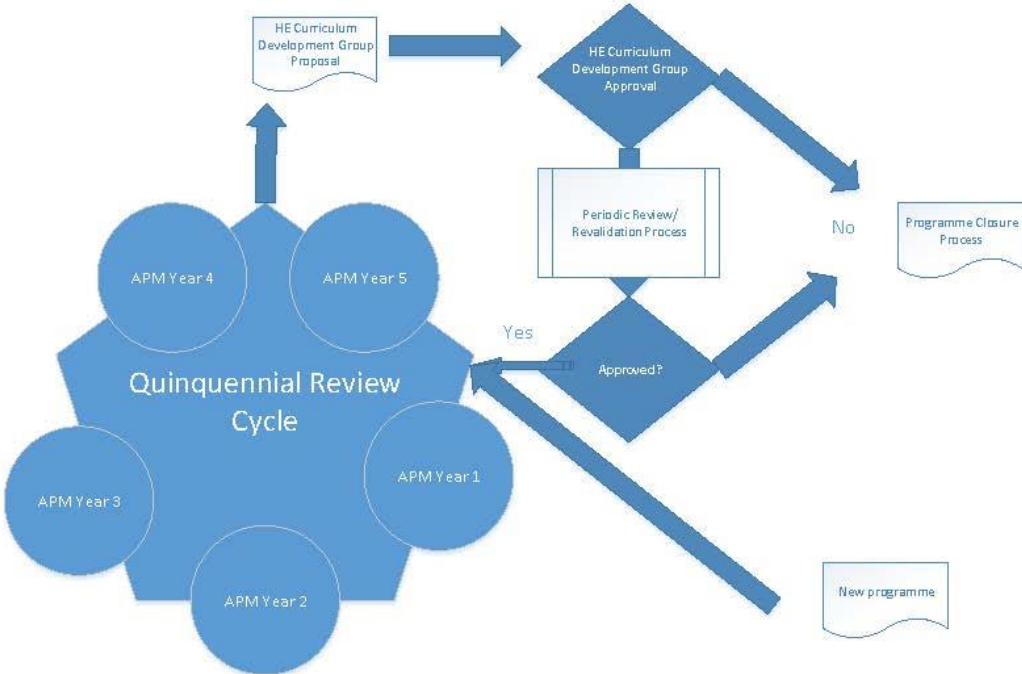 HE Curriculum
Development Group
Proposal
HE Curriculum
Development Group
Approval
Periodic Review/
Revalidation Process
No
Programme Closure
Process
Yes
Approved?
APM Year 4
APM Year 5
Quinquennial Review
Cycle
APM Year 3
APM Year 1
APM Year 2
New programme